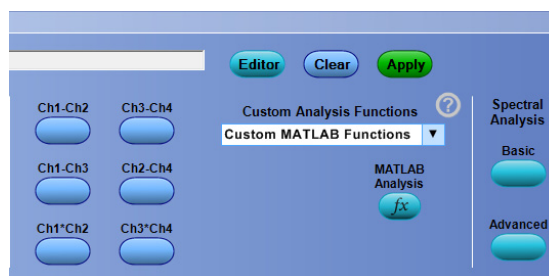 Editor Clear Apply
Ch1-Ch2 Ch3-Ch4 Custom Analysis Functions ? Spectral
Analysis
Custom MATLAB Functions
Basic
Ch1-Ch3 Ch2-Ch4 MATLAB
Analysis
fx
Ch1*Ch2 Ch3*Ch4 Advanced